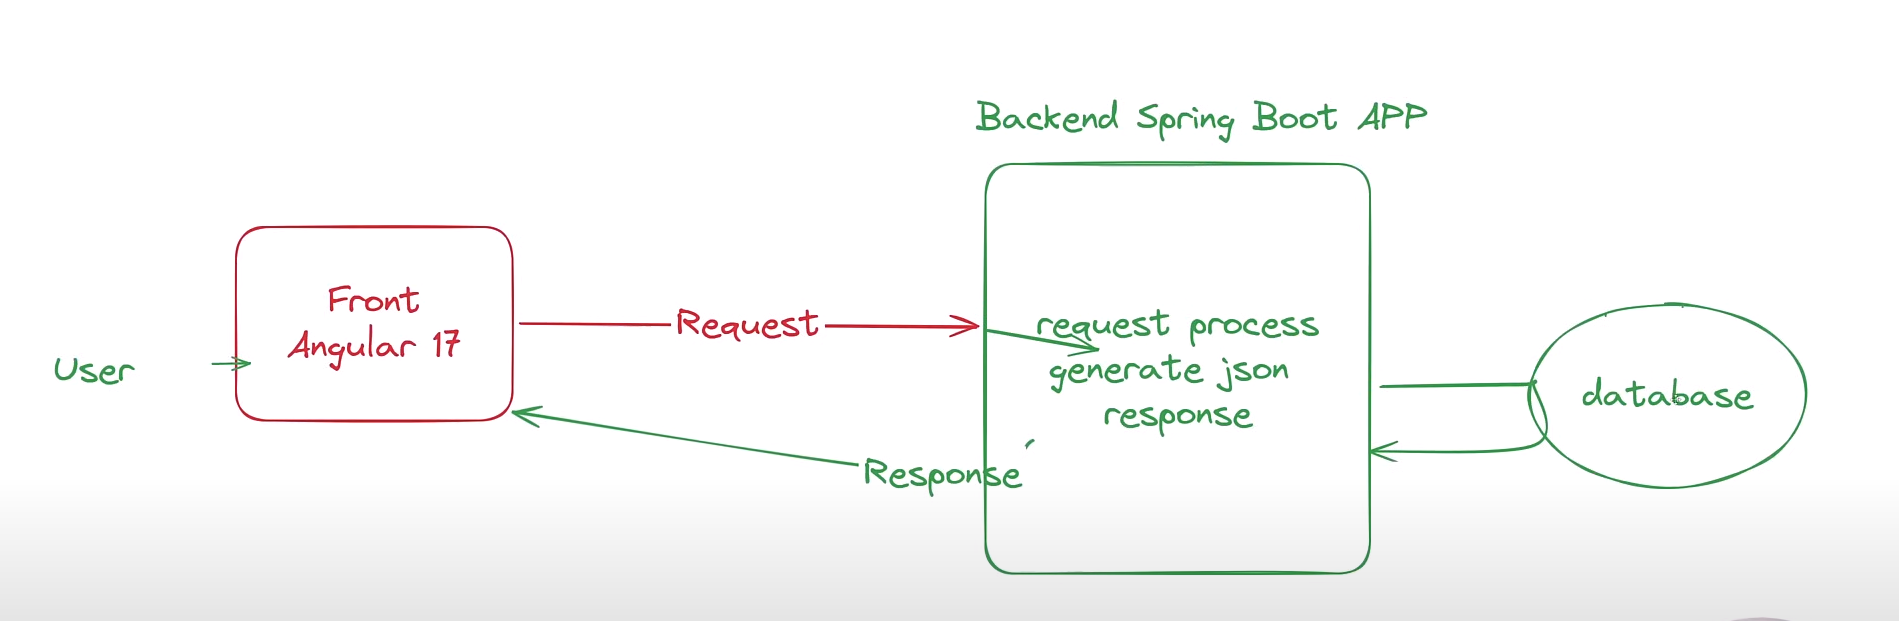 Backend Spring Boot APP
Front
Angular 17
User
Request
request process
generate json
response
Response
database